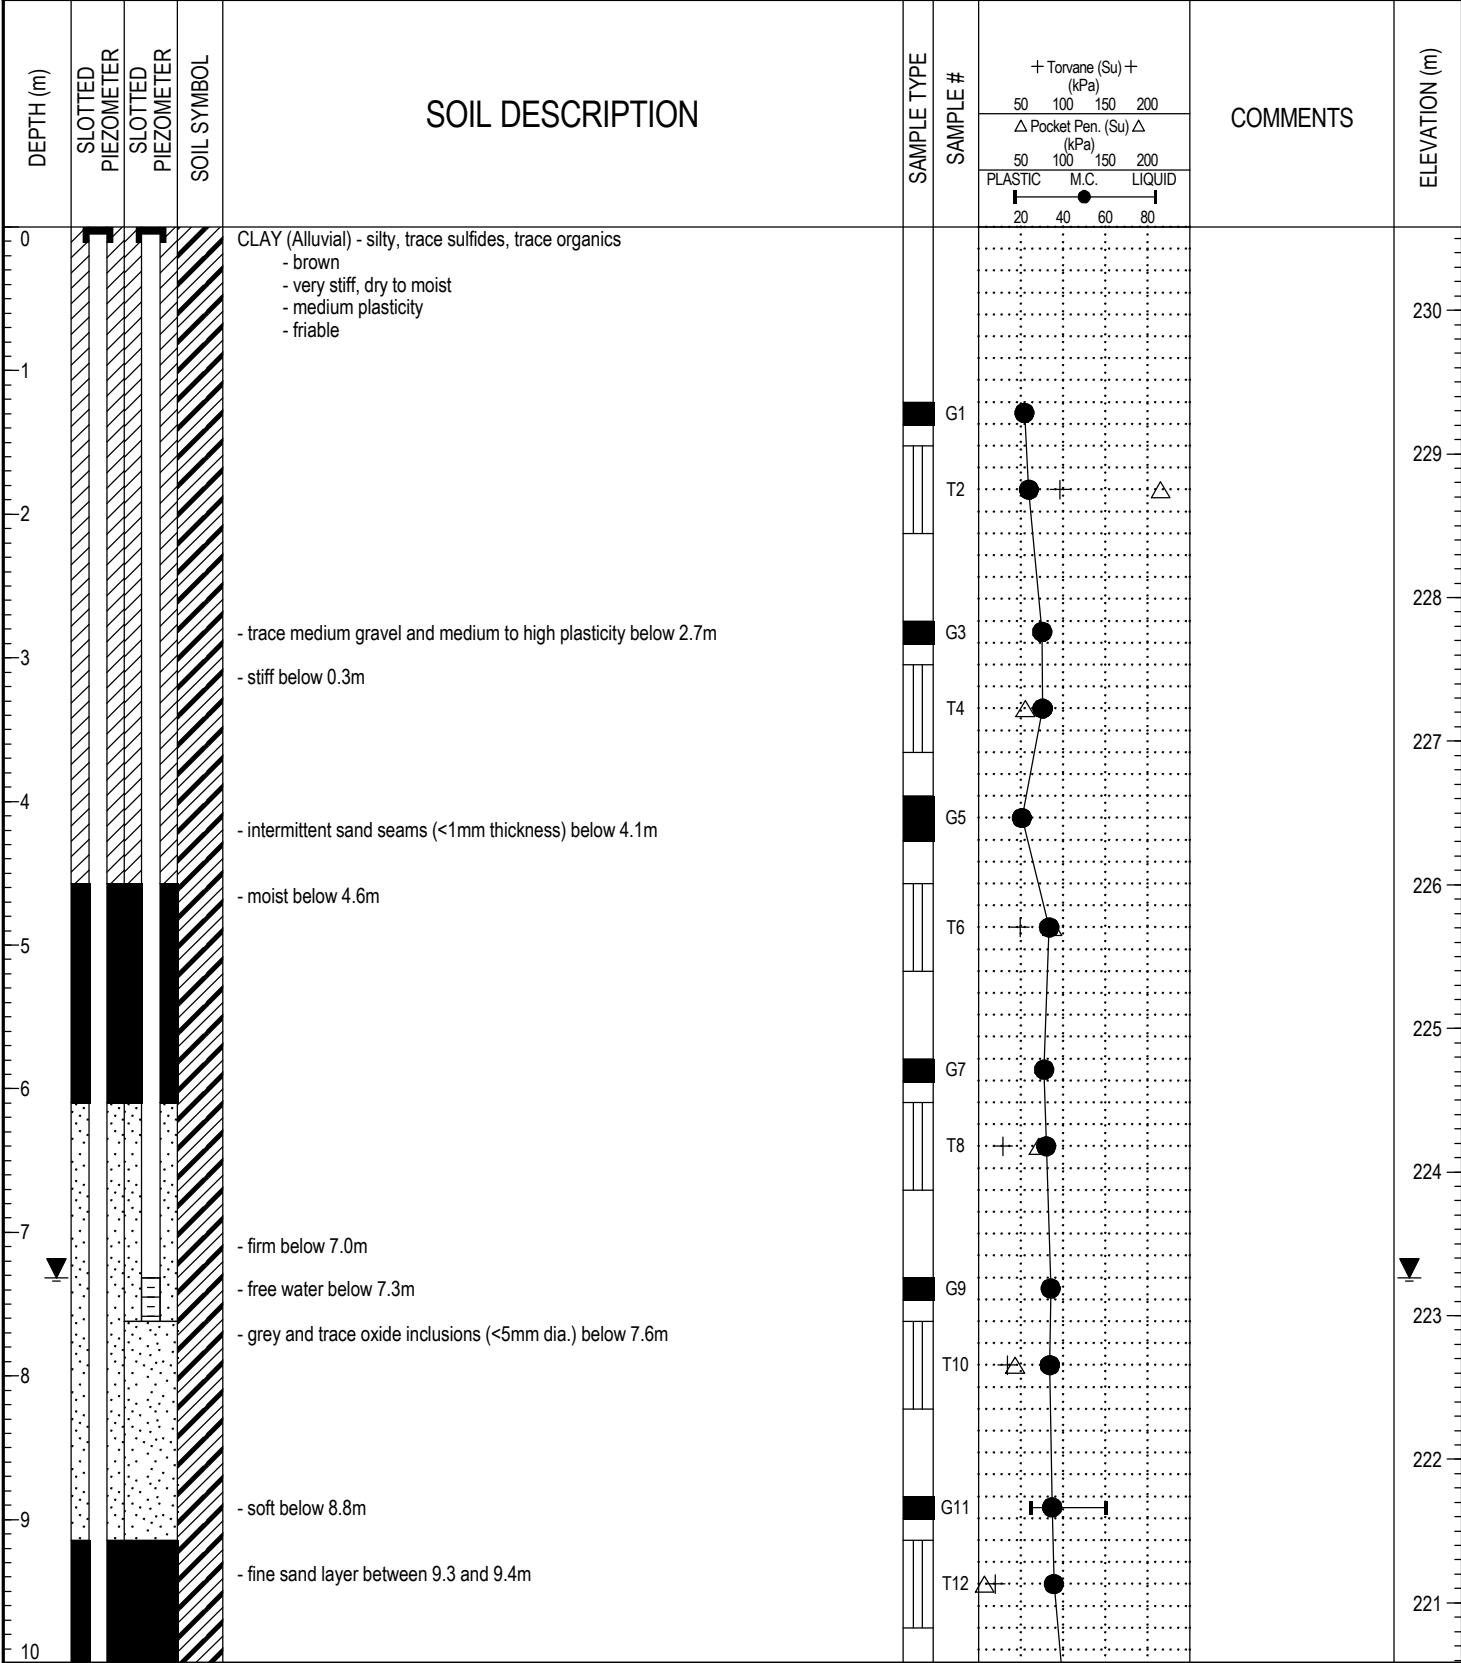 DEPTH (m)
SLOTTED
PIEZOMETER
SLOTTED
PIEZOMETER
SOIL SYMBOL
SOIL DESCRIPTION
SAMPLE TYPE
SAMPLE #
+ Torvane (Su) +
(kPa)
50 100 150 200
△ Pocket Pen. (Su) △
(kPa)
50 100 150 200
PLASTIC M.C. LIQUID
20 40 60 80
COMMENTS
ELEVATION (m)
0
CLAY (Alluvial) - silty, trace sulfides, trace organics
- brown
- very stiff, dry to moist
- medium plasticity
230
- friable
1
G1
229
T2
2
228
- trace medium gravel and medium to high plasticity below 2.7m
G3
3
- stiff below 0.3m
T4
227
4
G5
- intermittent sand seams (<1mm thickness) below 4.1m
226
- moist below 4.6m
T6
5
225
G7
6
T8
224
7
- firm below 7.0m
- free water below 7.3m
G9
223
- grey and trace oxide inclusions (<5mm dia.) below 7.6m
T10
8
222
- soft below 8.8m
G11
9
- fine sand layer between 9.3 and 9.4m
T12
221
10